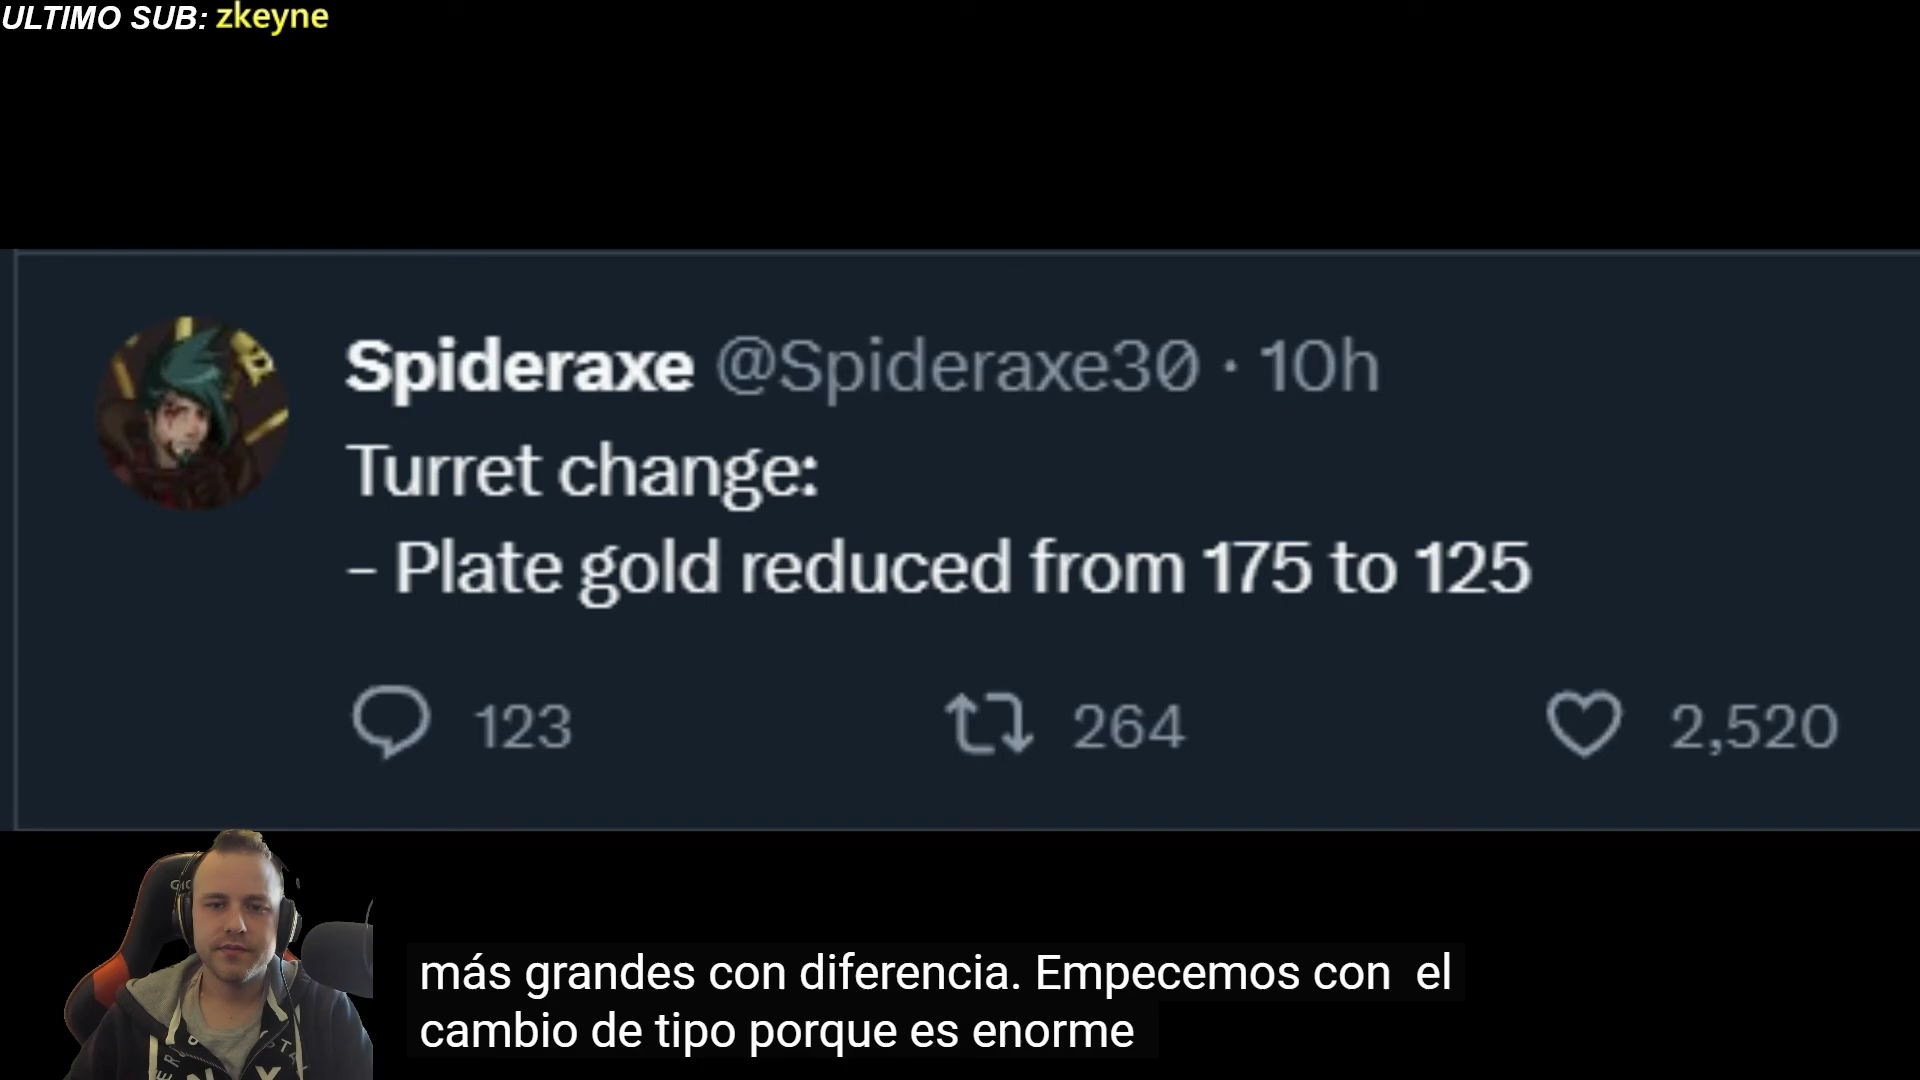 ULTIMO SUB: zkeyne
Spideraxe @Spideraxe30 · 10h
Turret change:
- Plate gold reduced from 175 to 125
123 264 2,520
más grandes con diferencia. Empecemos con el
cambio de tipo porque es enorme